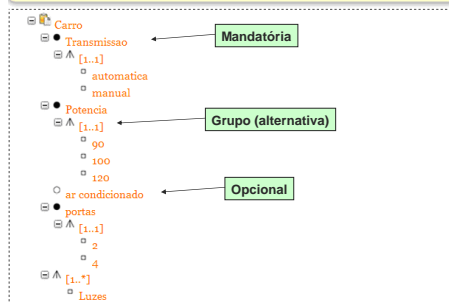 Carro
Transmissao
Mandatória
[1..1]
automatica
manual
Potencia
[1..1]
Grupo (alternativa)
90
100
120
ar condicionado
Opcional
portas
[1..1]
2
4
[1..*]
Luzes